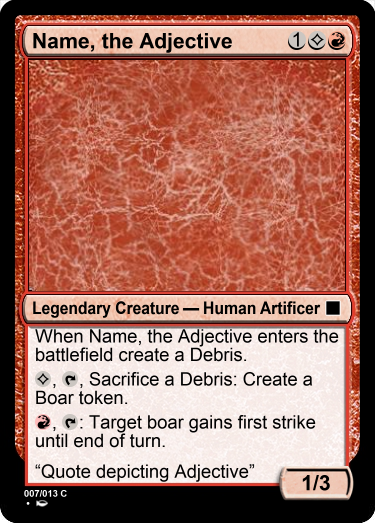 Name, the Adjective 1
Legendary Creature — Human Artificer
When Name, the Adjective enters the
battlefield create a Debris.
, , Sacrifice a Debris: Create a
Boar token.
, : Target boar gains first strike
until end of turn.
“Quote depicting Adjective”
1/3
007/013 C